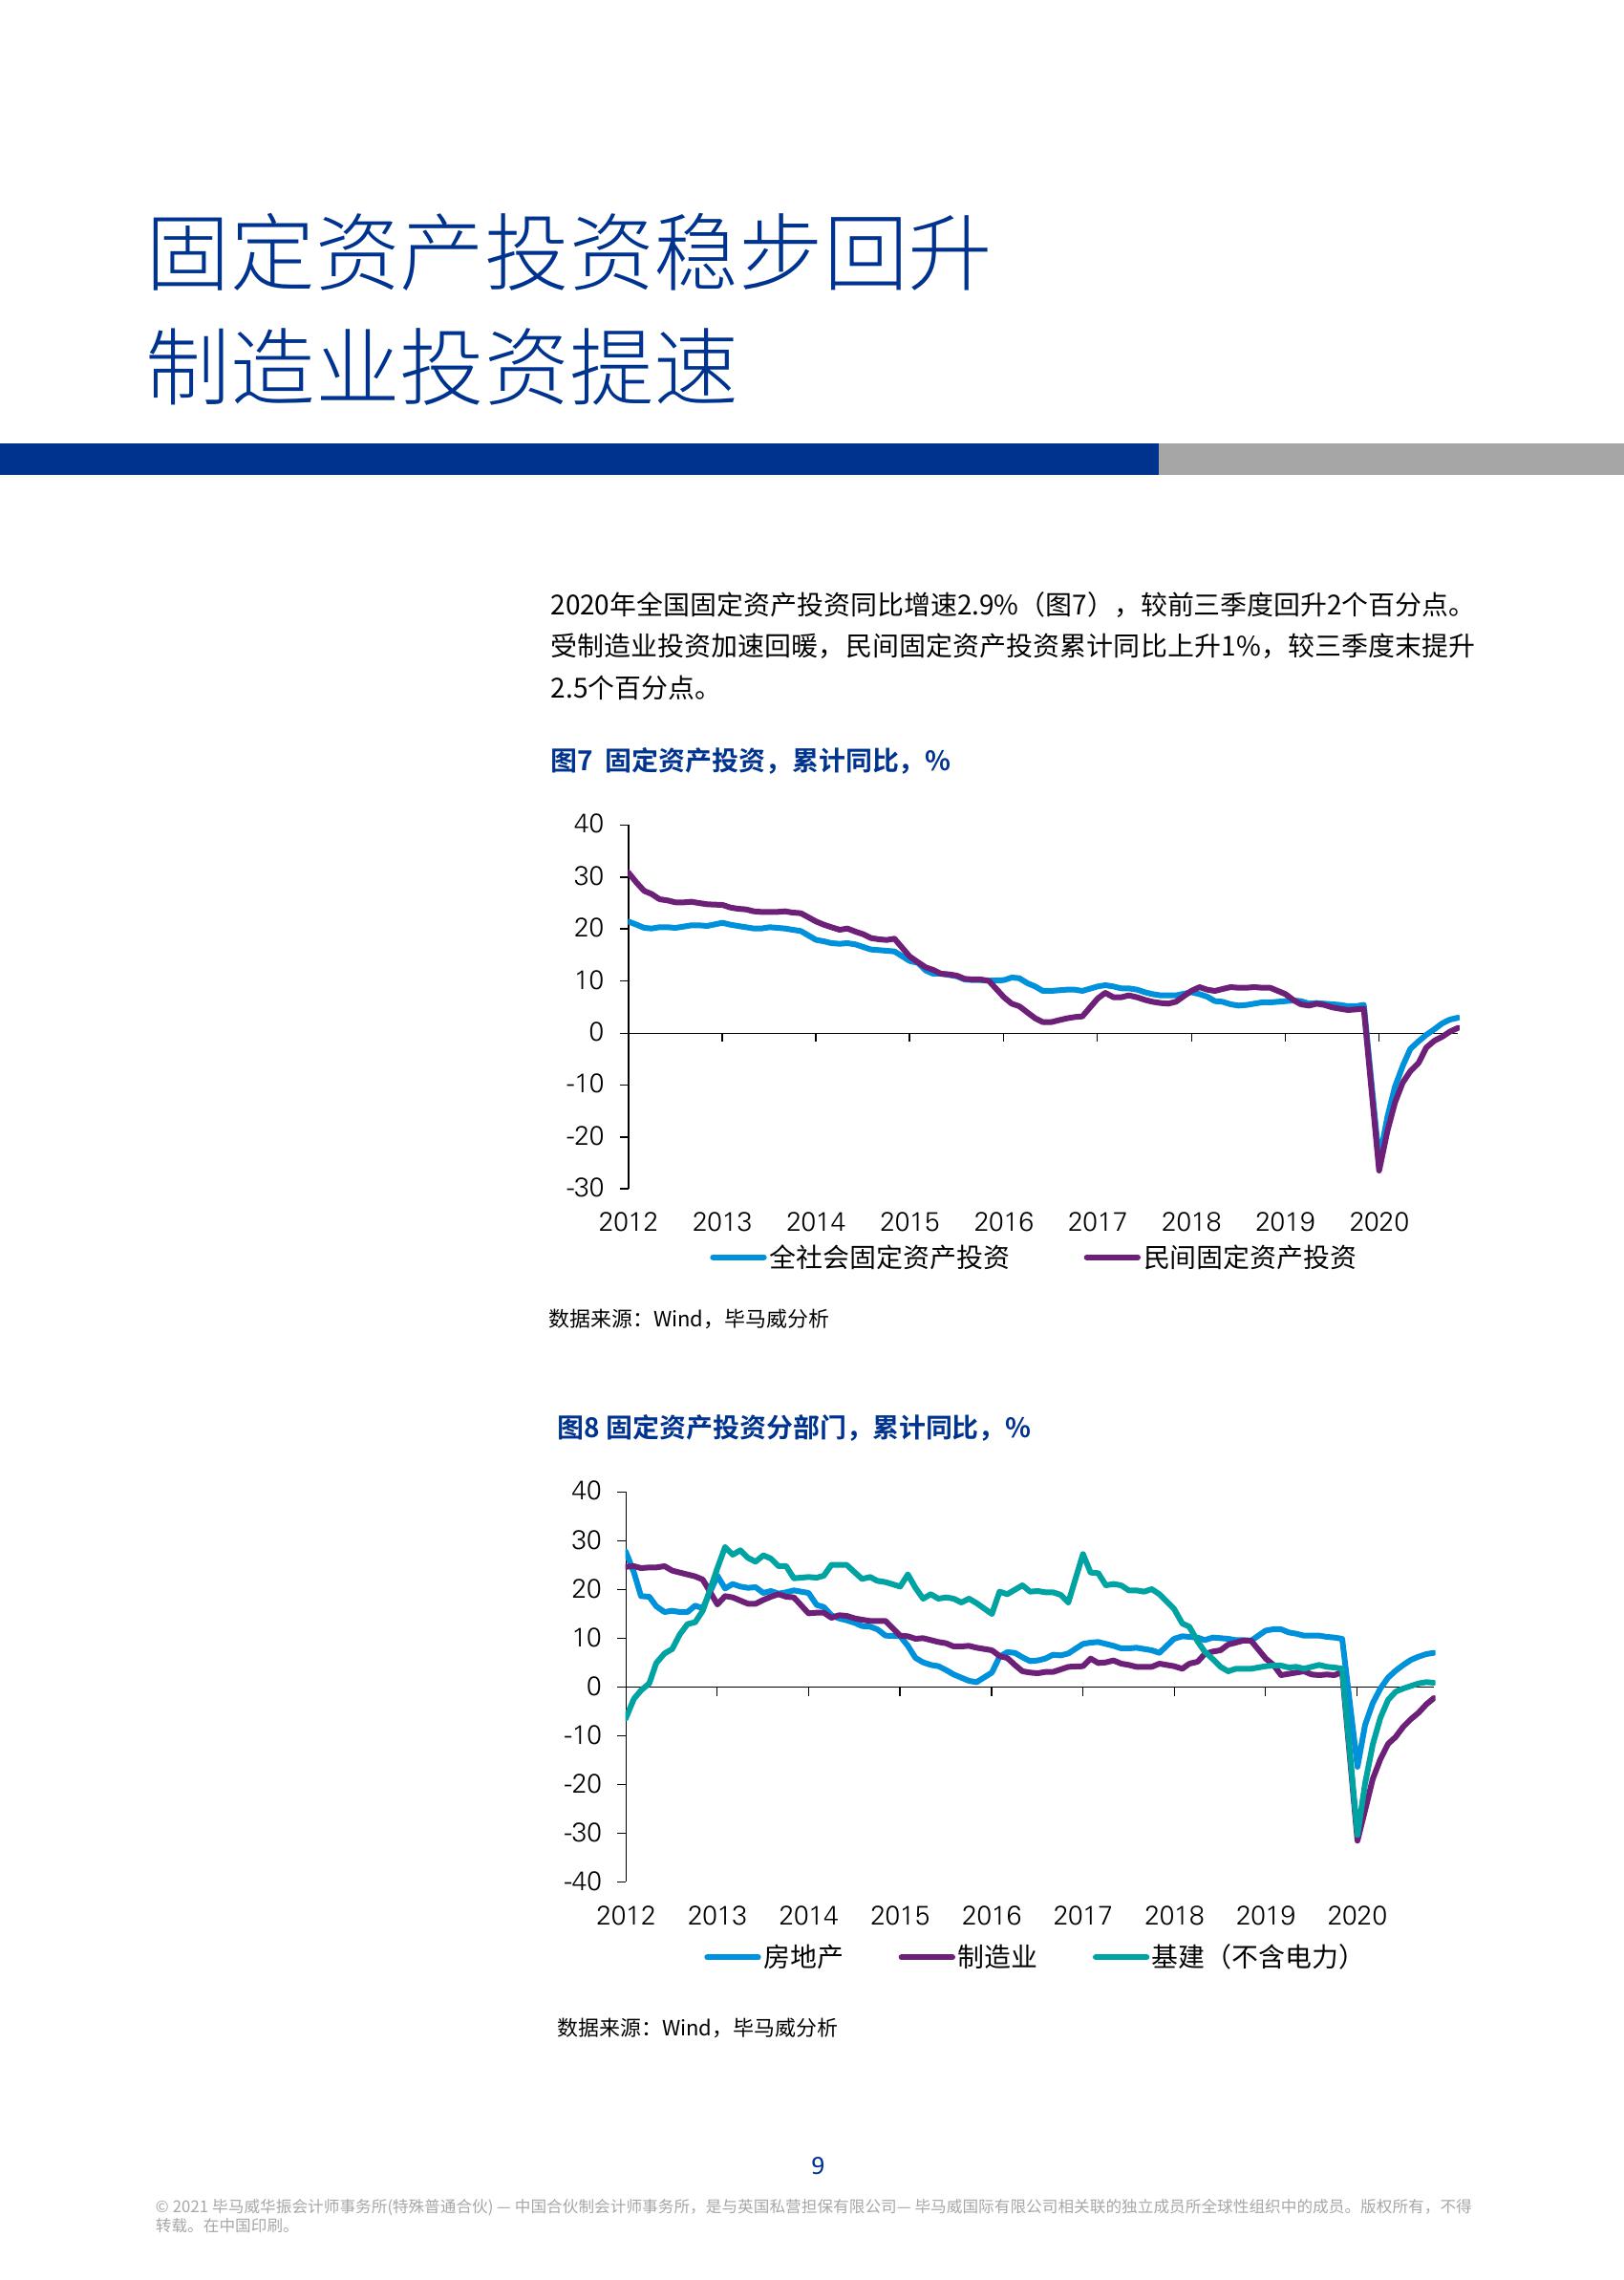 固定资产投资稳步回升
制造业投资提速
2020年全国固定资产投资同比增速2.9%（图7），较前三季度回升2个百分点。
受制造业投资加速回暖，民间固定资产投资累计同比上升1%，较三季度末提升
2.5个百分点。
图7 固定资产投资，累计同比，%
40
30
20
10
0
-10
-20
-30
2012 2013 2014 2015 2016 2017 2018 2019 2020
全社会固定资产投资 民间固定资产投资
数据来源：Wind，毕马威分析
图8 固定资产投资分部门，累计同比，%
40
30
20
10
0
-10
-20
-30
-40
2012 2013 2014 2015 2016 2017 2018 2019 2020
房地产 制造业 基建（不含电力）
数据来源：Wind，毕马威分析
9
© 2021 毕马威华振会计师事务所(特殊普通合伙) — 中国合伙制会计师事务所，是与英国私营担保有限公司— 毕马威国际有限公司相关联的独立成员所全球性组织中的成员。版权所有，不得
转载。在中国印刷。